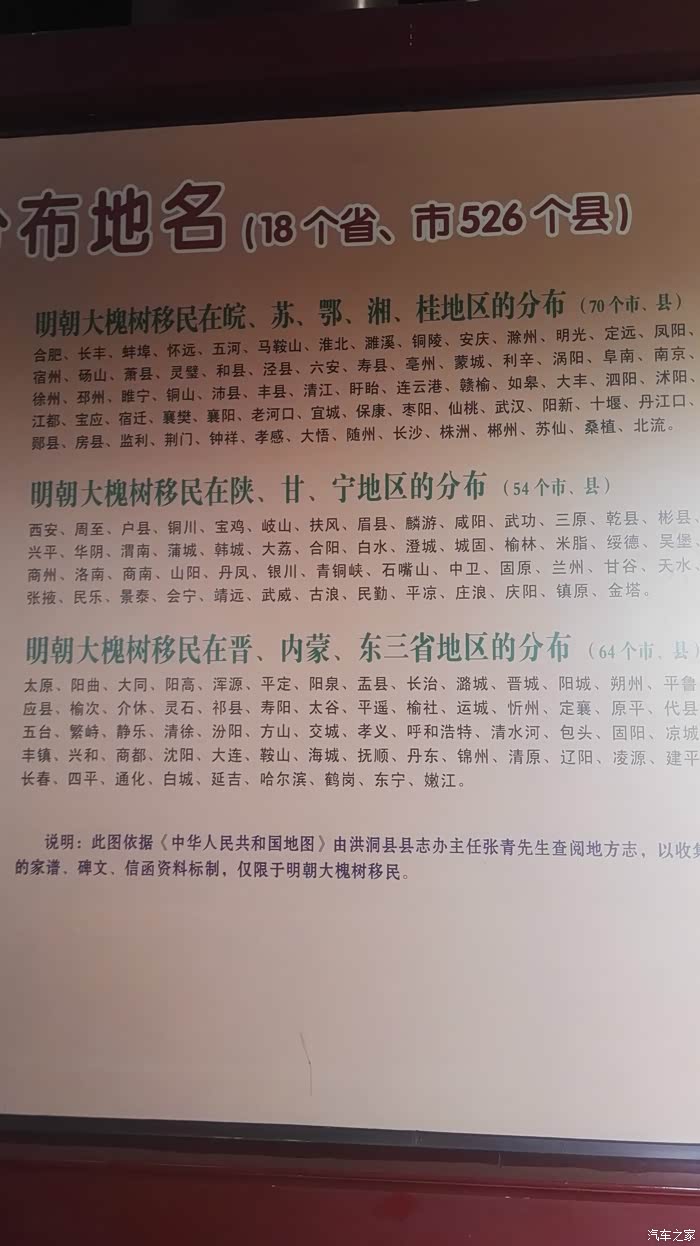 布地名(18个省、市526个县)
明朝大槐树移民在皖、苏、鄂、湘、桂地区的分布(70个市、县)
合肥、长丰、蚌埠、怀远、五河、马鞍山、淮北、濉溪、铜陵、安庆、滁州、明光、定远、凤阳、
宿州、砀山、萧县、灵璧、和县、泾县、六安、寿县、亳州、蒙城、利辛、涡阳、阜南、南京、
徐州、邳州、睢宁、铜山、沛县、丰县、清江、盱眙、连云港、赣榆、如皋、大丰、泗阳、沭阳、
江都、宝应、宿迁、襄樊、襄阳、老河口、宜城、保康、枣阳、仙桃、武汉、阳新、十堰、丹江口、
郧县、房县、监利、荆门、钟祥、孝感、大悟、随州、长沙、株洲、郴州、苏仙、桑植、北流。
明朝大槐树移民在陕、甘、宁地区的分布(54个市、县)
西安、周至、户县、铜川、宝鸡、岐山、扶风、眉县、麟游、咸阳、武功、三原、乾县、彬县、
兴平、华阴、渭南、蒲城、韩城、大荔、合阳、白水、澄城、城固、榆林、米脂、绥德、吴堡、
商州、洛南、商南、山阳、丹凤、银川、青铜峡、石嘴山、中卫、固原、兰州、甘谷、天水、
张掖、民乐、景泰、会宁、靖远、武威、古浪、民勤、平凉、庄浪、庆阳、镇原、金塔。
明朝大槐树移民在晋、内蒙、东三省地区的分布(64个市、县)
太原、阳曲、大同、阳高、浑源、平定、阳泉、盂县、长治、潞城、晋城、阳城、朔州、平鲁
应县、榆次、介休、灵石、祁县、寿阳、太谷、平遥、榆社、运城、忻州、定襄、原平、代县
五台、繁峙、静乐、清徐、汾阳、方山、交城、孝义、呼和浩特、清水河、包头、固阳、凉城
丰镇、兴和、商都、沈阳、大连、鞍山、海城、抚顺、丹东、锦州、清原、辽阳、凌源、建平
长春、四平、通化、白城、延吉、哈尔滨、鹤岗、东宁、嫩江。
说明：此图依据《中华人民共和国地图》由洪洞县县志办主任张青先生查阅地方志，以收集
的家谱、碑文、信函资料标制，仅限于明朝大槐树移民。
汽车之家